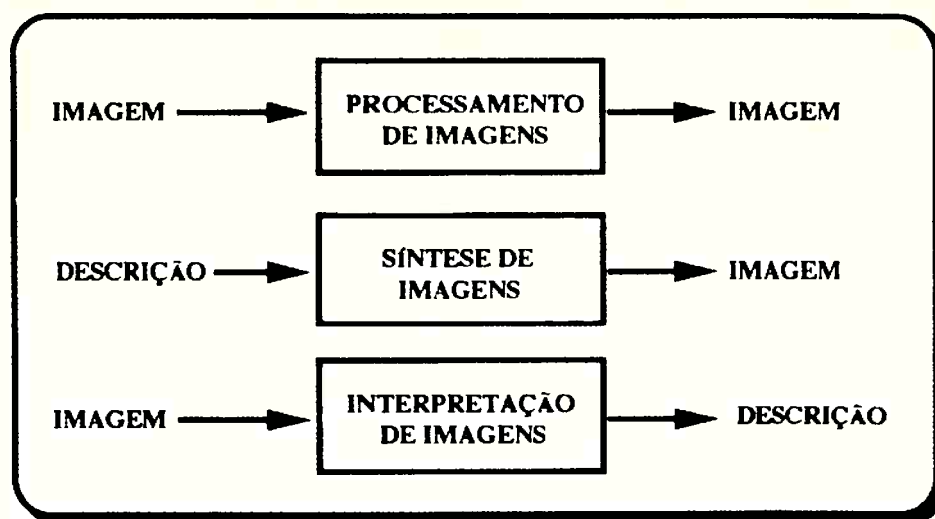 IMAGEM
PROCESSAMENTO
DE IMAGENS
IMAGEM
DESCRIÇÃO
SÍNTESE DE
IMAGENS
IMAGEM
IMAGEM
INTERPRETAÇÃO
DE IMAGENS
DESCRIÇÃO